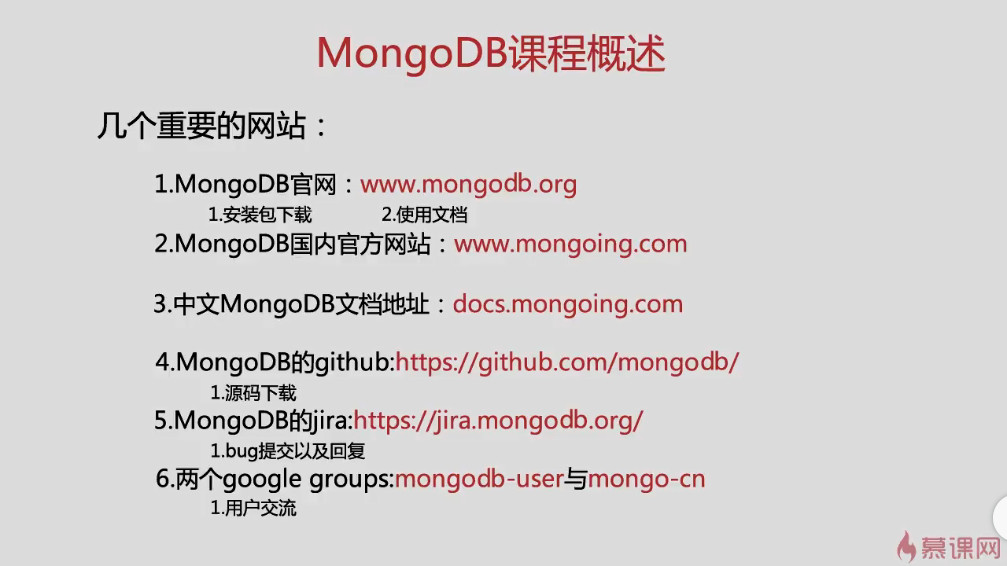 MongoDB课程概述
几个重要的网站：
1.MongoDB官网：www.mongodb.org
1.安装包下载 2.使用文档
2.MongoDB国内官方网站：www.mongoing.com
3.中文MongoDB文档地址：docs.mongoing.com
4.MongoDB的github:https://github.com/mongodb/
1.源码下载
5.MongoDB的jira:https://jira.mongodb.org/
1.bug提交以及回复
6.两个google groups:mongodb-user与mongo-cn
1.用户交流
慕课网